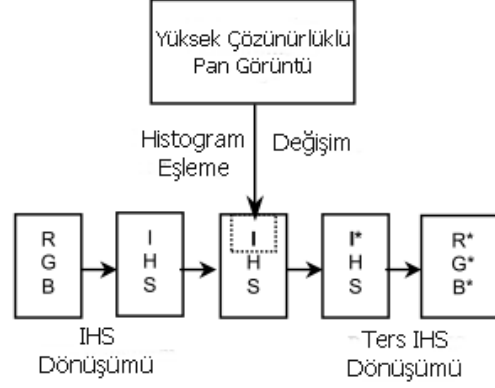 Yüksek Çözünürlüklü
Pan Görüntü
Histogram
Eşleme
Değişim
R
G
B
I
H
S
I
H
S
I*
H
S
R*
G*
B*
IHS
Dönüşümü
Ters IHS
Dönüşümü